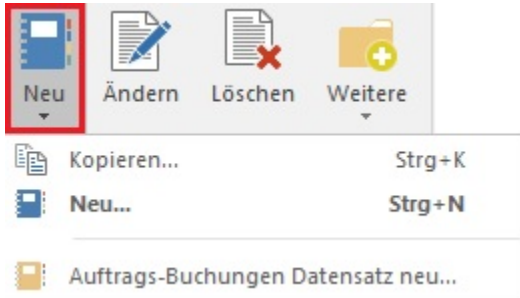 Neu Ändern Löschen Weitere
Kopieren... Strg+K
Neu... Strg+N
Auftrags-Buchungen Datensatz neu...